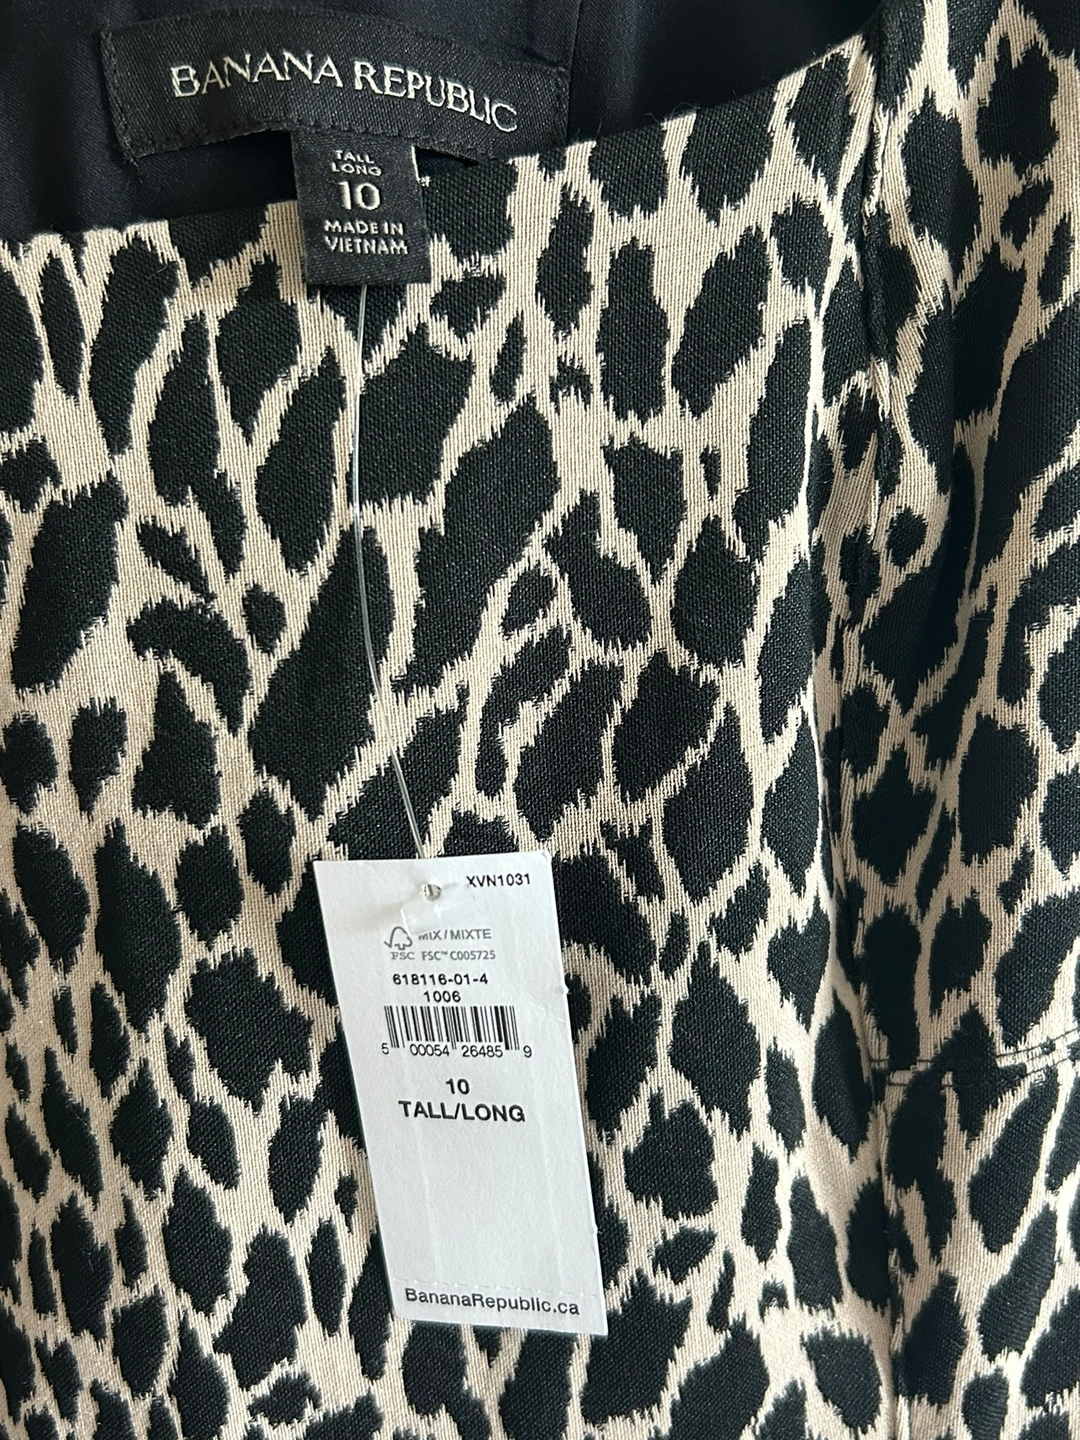 BANANA REPUBLIC
TALL
LONG
10
MADE IN
VIETNAM
XVN1031
MIX/MIXTE
FSC FSC™ C005725
618116-01-4
1006
5 00054 26485 9
10
TALL/LONG
BananaRepublic.ca